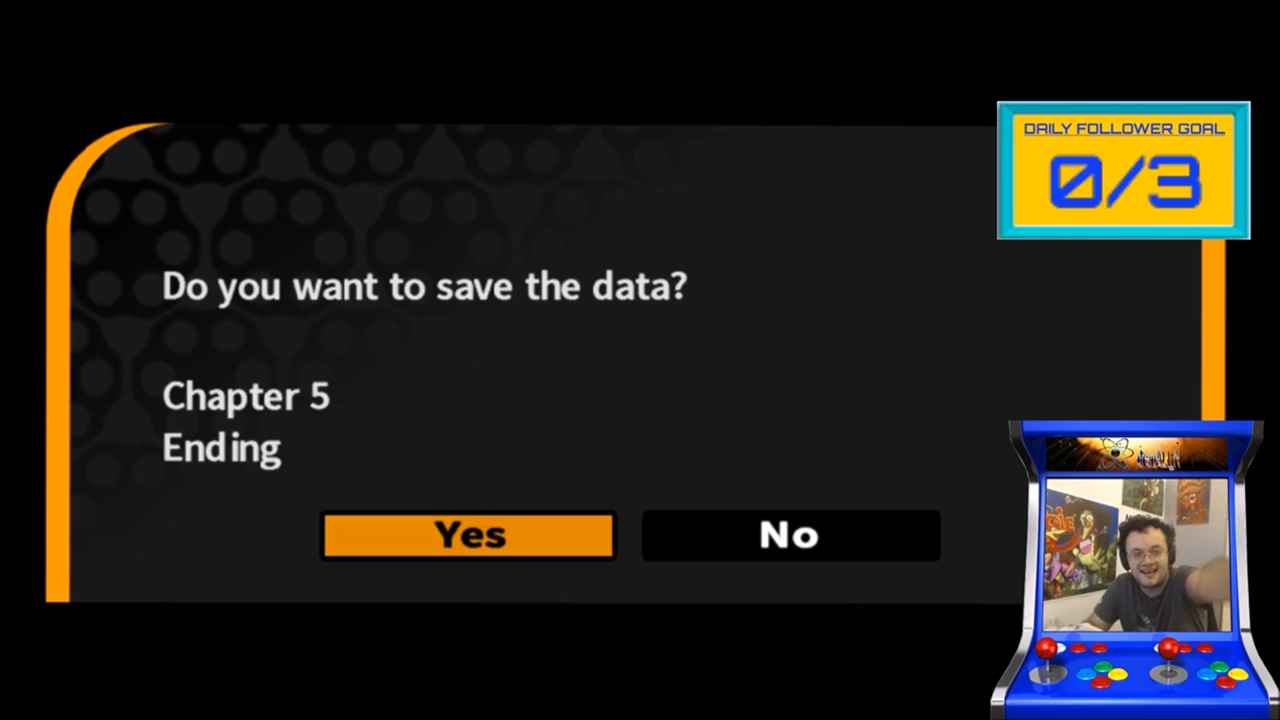 DAILY FOLLOWER GOAL
0/3
Do you want to save the data?
Chapter 5
Ending
Yes
No